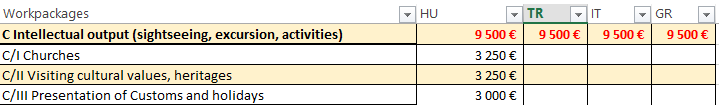 Workpackages HU TR IT GR
C Intellectual output (sightseeing, excursion, activities) 9 500 € 9 500 € 9 500 € 9 500 €
C/I Churches 3 250 €
C/II Visiting cultural values, heritages 3 250 €
C/III Presentation of Customs and holidays 3 000 €